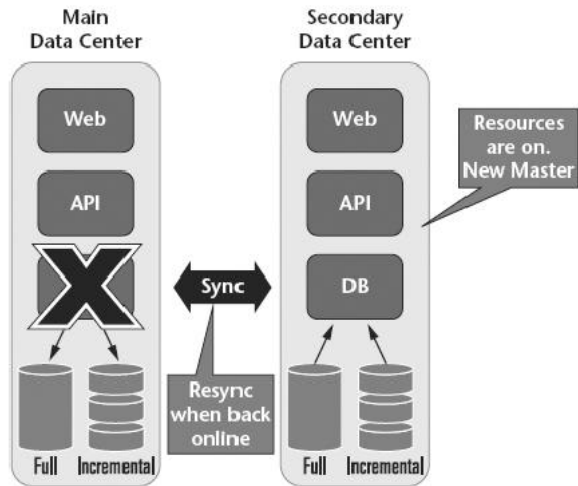 Main
Data Center
Secondary
Data Center
Web
API
Full
Incremental
Sync
Resync
when back
online
Web
API
DB
Full
Incremental
Resources
are on.
New Master